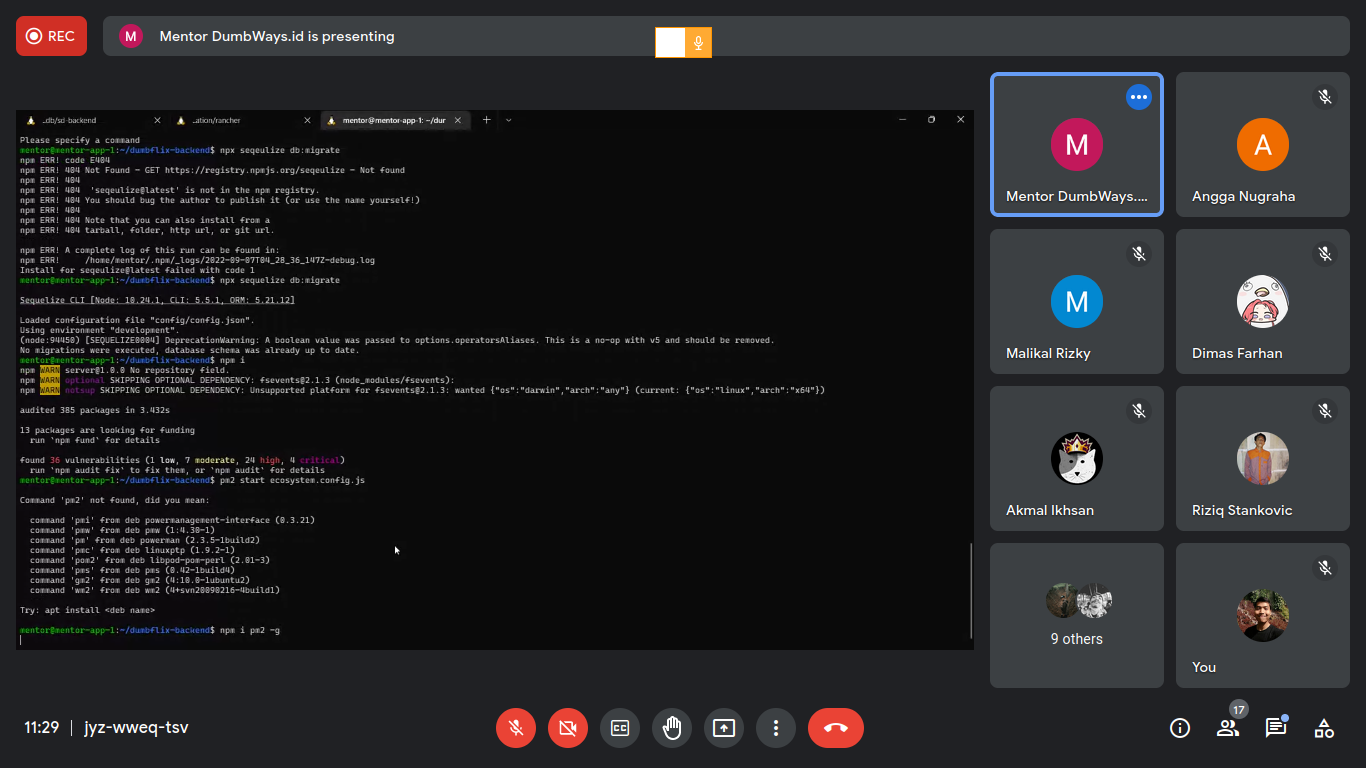 REC
M
Mentor DumbWays.id is presenting
..db/sd-backend
..ation/rancher
mentor@mentor-app-1: ~/dur
Please specify a command
mentor@mentor-app-1:~/dumbflix-backend$ npx seqeulize db:migrate
npm ERR! code E404
npm ERR! 404 Not Found - GET https://registry.npmjs.org/seqeulize - Not found
npm ERR! 404
npm ERR! 404  'seqeulize@latest' is not in the npm registry.
npm ERR! 404 You should bug the author to publish it (or use the name yourself!)
npm ERR! 404
npm ERR! 404 Note that you can also install from a
npm ERR! 404 tarball, folder, http url, or git url.
npm ERR! A complete log of this run can be found in:
npm ERR!     /home/mentor/.npm/_logs/2022-09-07T04_28_36_147Z-debug.log
Install for seqeulize@latest failed with code 1
mentor@mentor-app-1:~/dumbflix-backend$ npx sequelize db:migrate
Sequelize CLI [Node: 10.24.1, CLI: 5.5.1, ORM: 5.21.12]
Loaded configuration file "config/config.json".
Using environment "development".
(node:94450) [SEQUELIZE0004] DeprecationWarning: A boolean value was passed to options.operatorsAliases. This is a no-op with v5 and should be removed.
No migrations were executed, database schema was already up to date.
mentor@mentor-app-1:~/dumbflix-backend$ npm i
npm WARN server@1.0.0 No repository field.
npm WARN optional SKIPPING OPTIONAL DEPENDENCY: fsevents@2.1.3 (node_modules/fsevents):
npm WARN notsup SKIPPING OPTIONAL DEPENDENCY: Unsupported platform for fsevents@2.1.3: wanted {"os":"darwin","arch":"any"} (current: {"os":"linux","arch":"x64"})
audited 385 packages in 3.432s
13 packages are looking for funding
run `npm fund` for details
found 36 vulnerabilities (1 low, 7 moderate, 24 high, 4 critical)
run `npm audit fix` to fix them, or `npm audit` for details
mentor@mentor-app-1:~/dumbflix-backend$ pm2 start ecosystem.config.js
Command 'pm2' not found, did you mean:
command 'pmi' from deb powermanagement-interface (0.3.21)
command 'pmw' from deb pmw (1:4.30-1)
command 'pm' from deb powerman (2.3.5-1build2)
command 'pmc' from deb linuxptp (1.9.2-1)
command 'pom2' from deb libpod-pom-perl (2.01-3)
command 'pms' from deb pms (0.42-1build4)
command 'gm2' from deb gm2 (4:10.0-1ubuntu2)
command 'wm2' from deb wm2 (4+svn20090216-4build1)
Try: apt install <deb name>
mentor@mentor-app-1:~/dumbflix-backend$ npm i pm2 -g
M
Mentor DumbWays....
A
Angga Nugraha
M
Malikal Rizky
Dimas Farhan
Akmal Ikhsan
Riziq Stankovic
9 others
You
11:29
jyz-wweq-tsv
CC
17